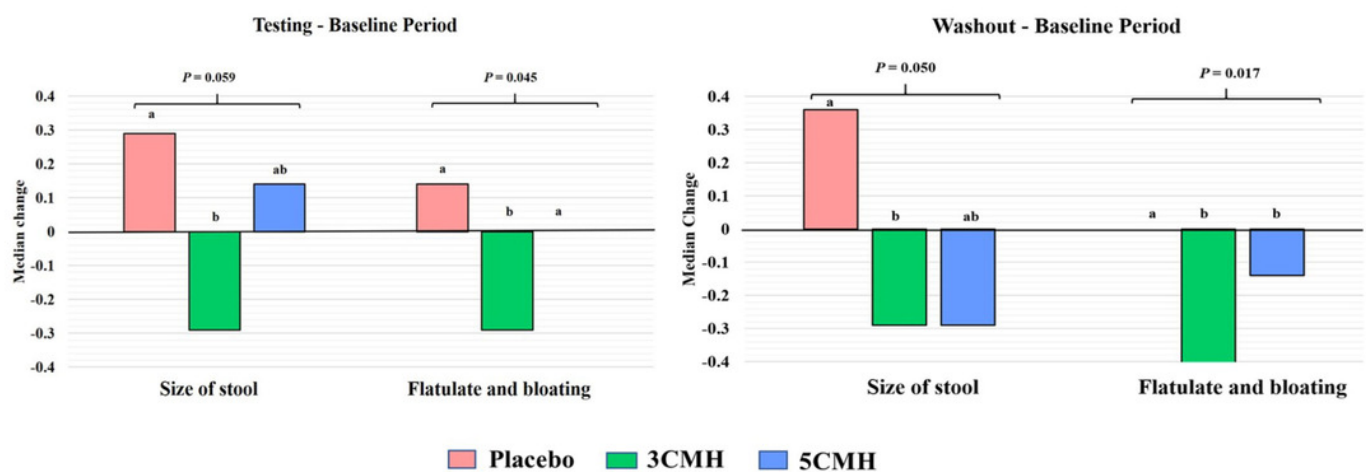 Testing - Baseline Period
P = 0.059
P = 0.045
Median change
0.4
0.3
0.2
0.1
0
-0.1
-0.2
-0.3
-0.4
a
b
ab
a
b
a
Size of stool
Flatulate and bloating
Washout - Baseline Period
P = 0.050
P = 0.017
Median Change
0.4
0.3
0.2
0.1
0
-0.1
-0.2
-0.3
-0.4
a
b
ab
a
b
b
Size of stool
Flatulate and bloating
Placebo
3CMH
5CMH